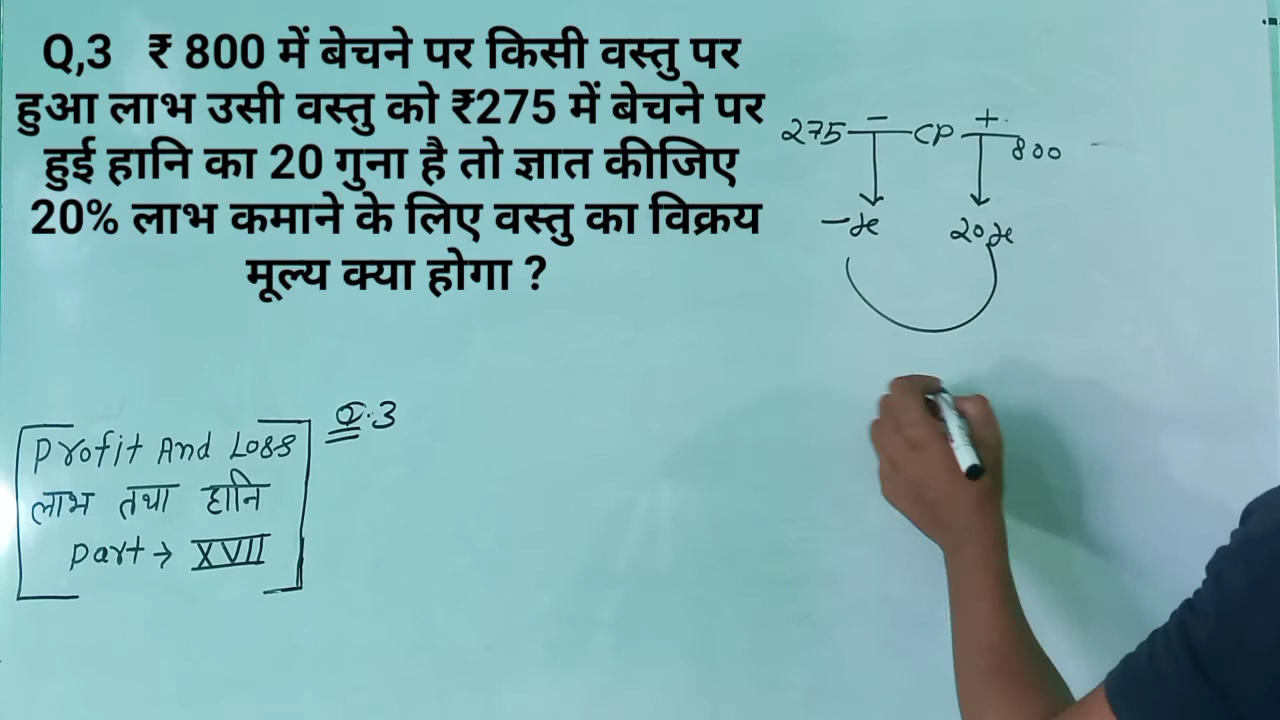 Q,3 ₹ 800 में बेचने पर किसी वस्तु पर
हुआ लाभ उसी वस्तु को ₹275 में बेचने पर
हुई हानि का 20 गुना है तो ज्ञात कीजिए
20% लाभ कमाने के लिए वस्तु का विक्रय
मूल्य क्या होगा ?
275 — CP + 800
-x 20x
Q.3
Profit And Loss
लाभ तथा हानि
Part → XVII